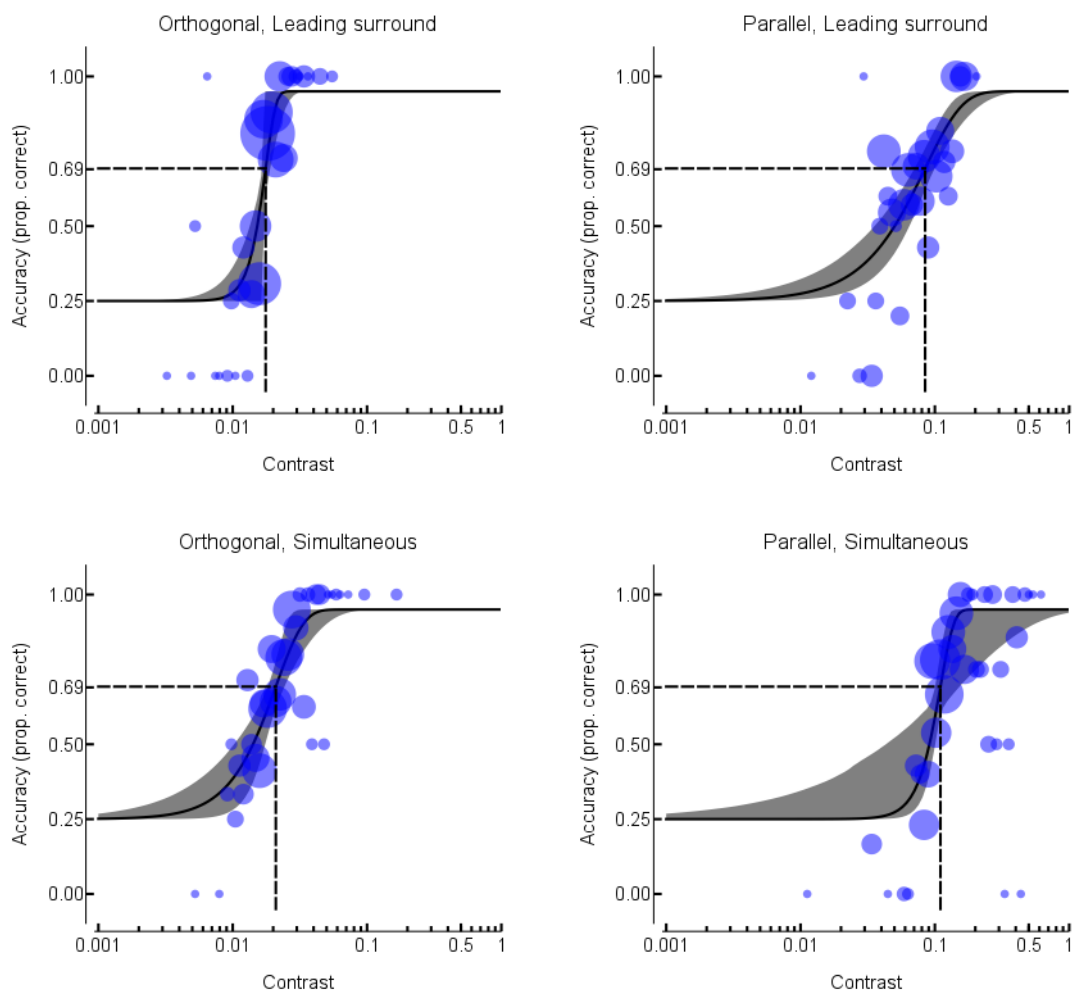 Orthogonal, Leading surround
Accuracy (prop. correct)
1.00
0.69
0.50
0.25
0.00
0.001 0.01 0.1 0.5 1
Contrast
Parallel, Leading surround
Accuracy (prop. correct)
1.00
0.69
0.50
0.25
0.00
0.001 0.01 0.1 0.5 1
Contrast
Orthogonal, Simultaneous
Accuracy (prop. correct)
1.00
0.69
0.50
0.25
0.00
0.001 0.01 0.1 0.5 1
Contrast
Parallel, Simultaneous
Accuracy (prop. correct)
1.00
0.69
0.50
0.25
0.00
0.001 0.01 0.1 0.5 1
Contrast